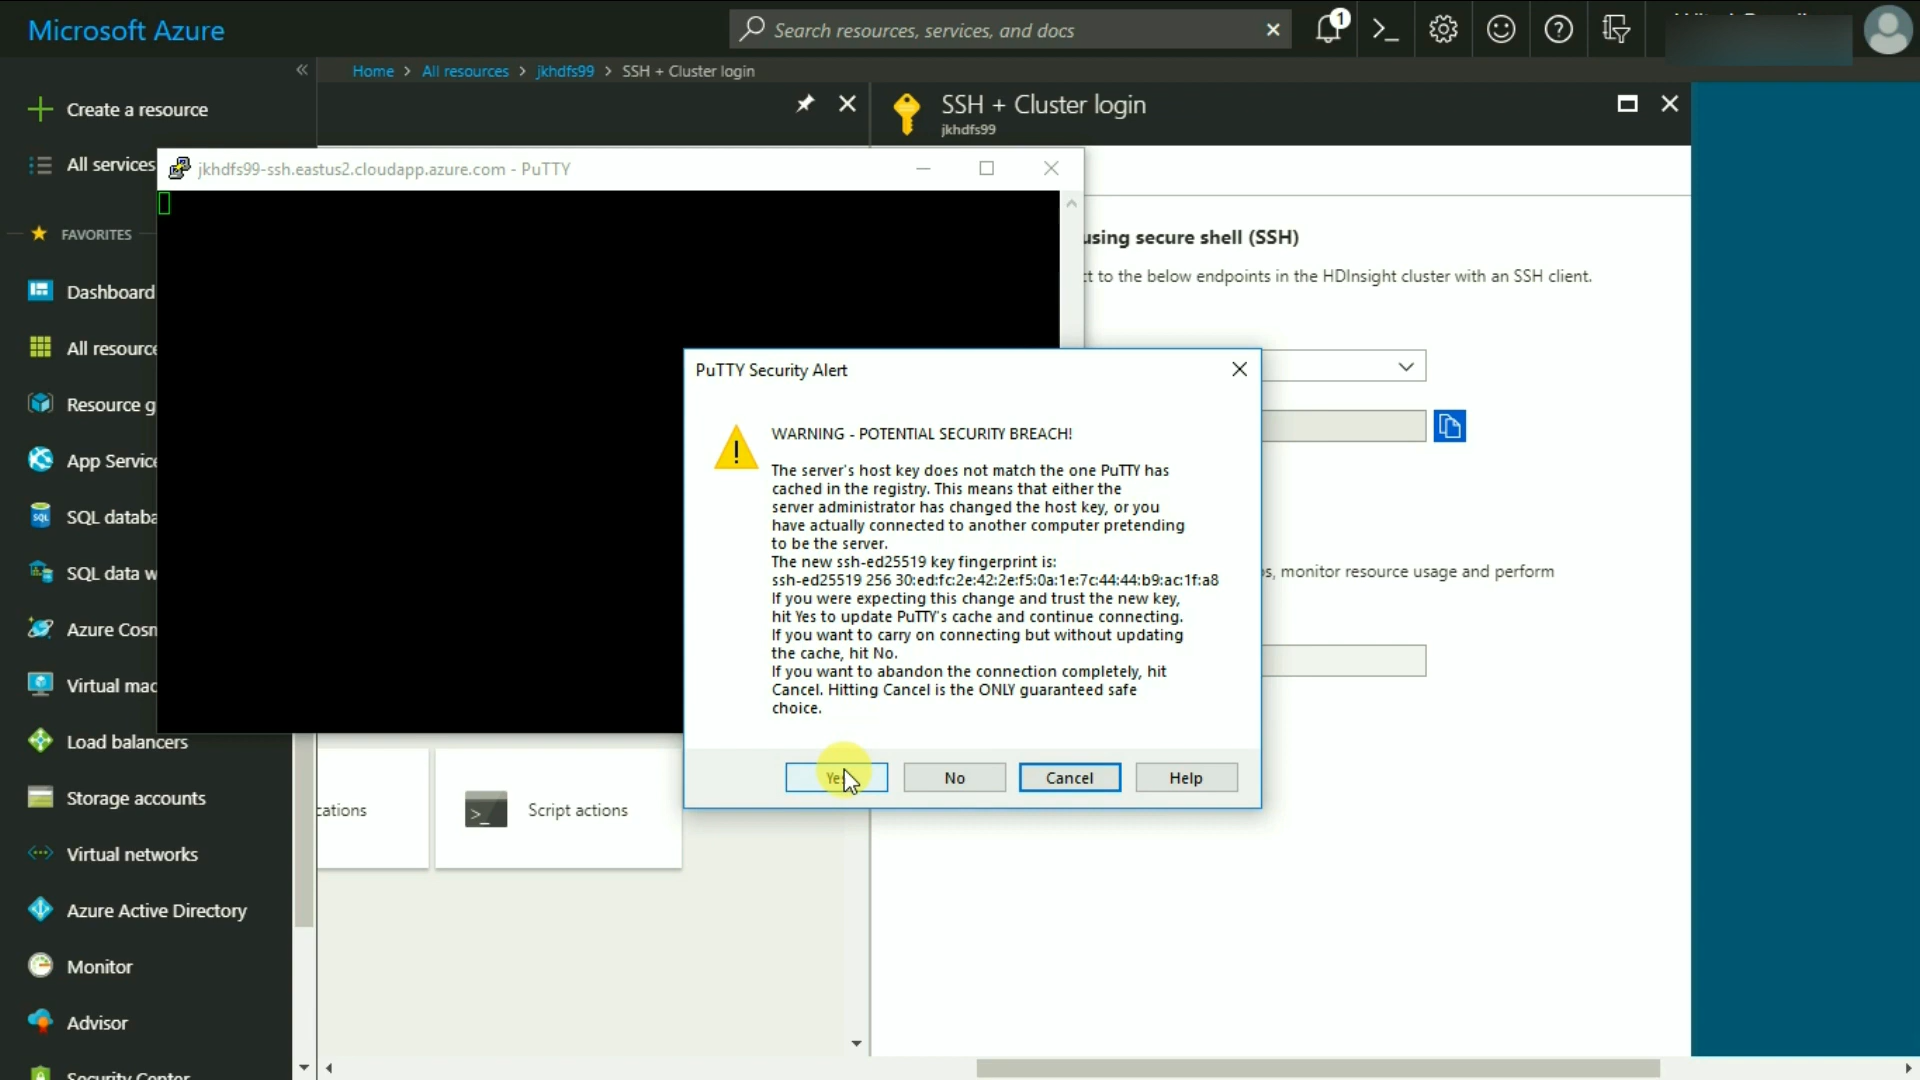 Microsoft Azure
Search resources, services, and docs
1
Home > All resources > jkhdfs99 > SSH + Cluster login
Create a resource
All services
FAVORITES
Dashboard
All resource
Resource g
App Service
SQL databa
SQL data w
Azure Cosm
Virtual mac
Load balancers
Storage accounts
Virtual networks
Azure Active Directory
Monitor
Advisor
Security Center
SSH + Cluster login
jkhdfs99
jkhdfs99-ssh.eastus2.cloudapp.azure.com - PuTTY
using secure shell (SSH)
ct to the below endpoints in the HDInsight cluster with an SSH client.
s, monitor resource usage and perform
PuTTY Security Alert
WARNING - POTENTIAL SECURITY BREACH!
The server's host key does not match the one PuTTY has
cached in the registry. This means that either the
server administrator has changed the host key, or you
have actually connected to another computer pretending
to be the server.
The new ssh-ed25519 key fingerprint is:
ssh-ed25519 256 30:ed:fc:2e:42:2e:f5:0a:1e:7c:44:44:b9:ac:1f:a8
If you were expecting this change and trust the new key,
hit Yes to update PuTTY's cache and continue connecting.
If you want to carry on connecting but without updating
the cache, hit No.
If you want to abandon the connection completely, hit
Cancel. Hitting Cancel is the ONLY guaranteed safe
choice.
Yes
No
Cancel
Help
cations
Script actions